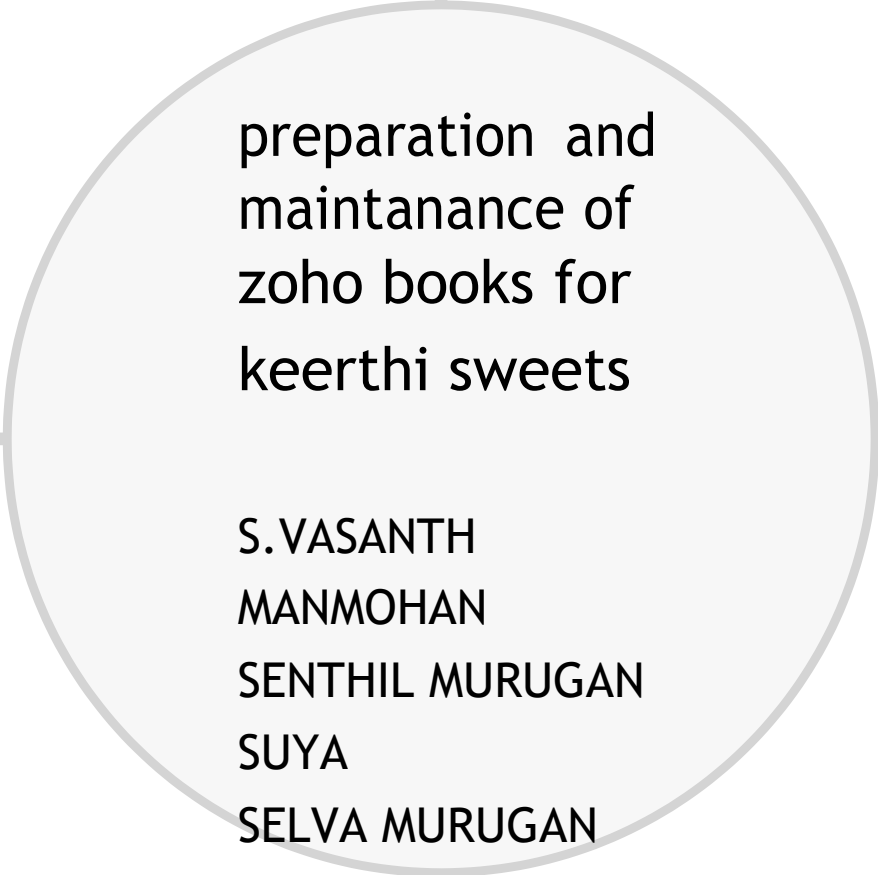 preparation and
maintanance of
zoho books for
keerthi sweets
S.VASANTH
MANMOHAN
SENTHIL MURUGAN
SUYA
SELVA MURUGAN